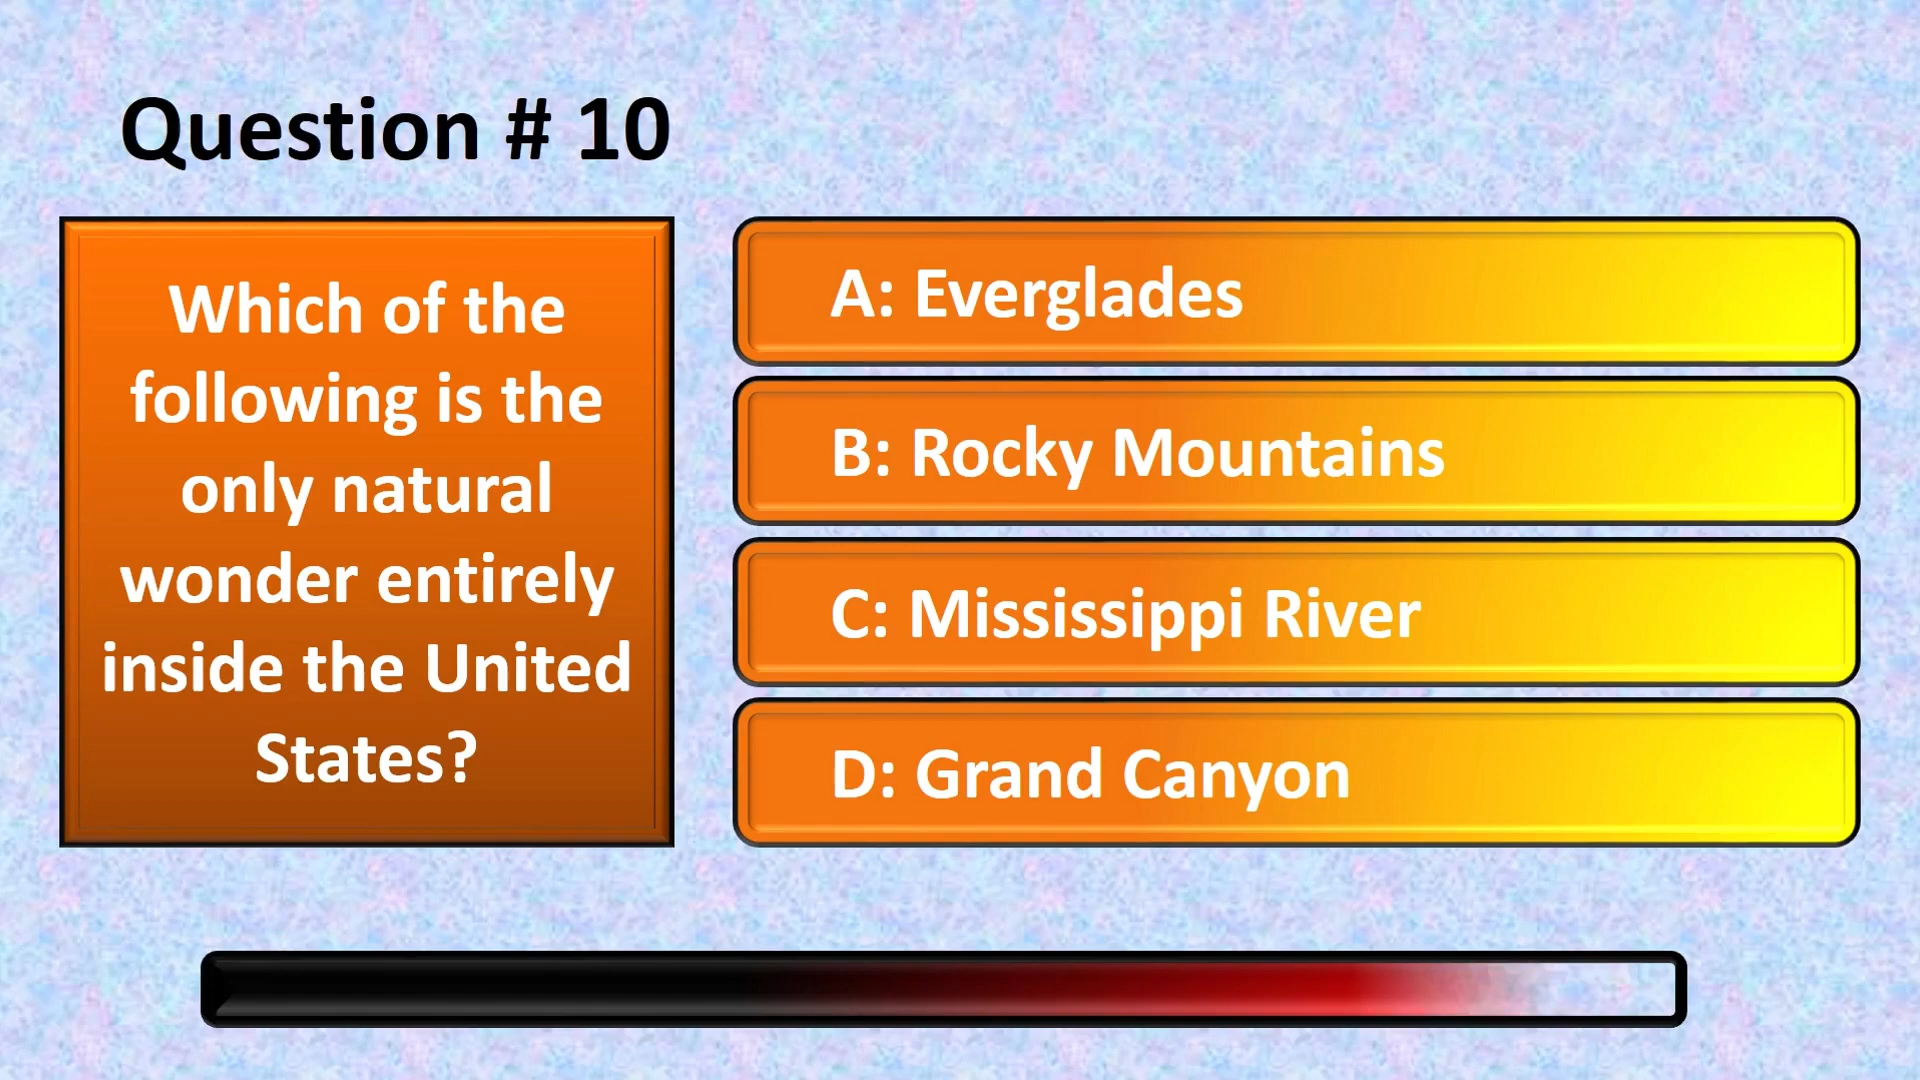 Question # 10
Which of the
following is the
only natural
wonder entirely
inside the United
States?
A: Everglades
B: Rocky Mountains
C: Mississippi River
D: Grand Canyon